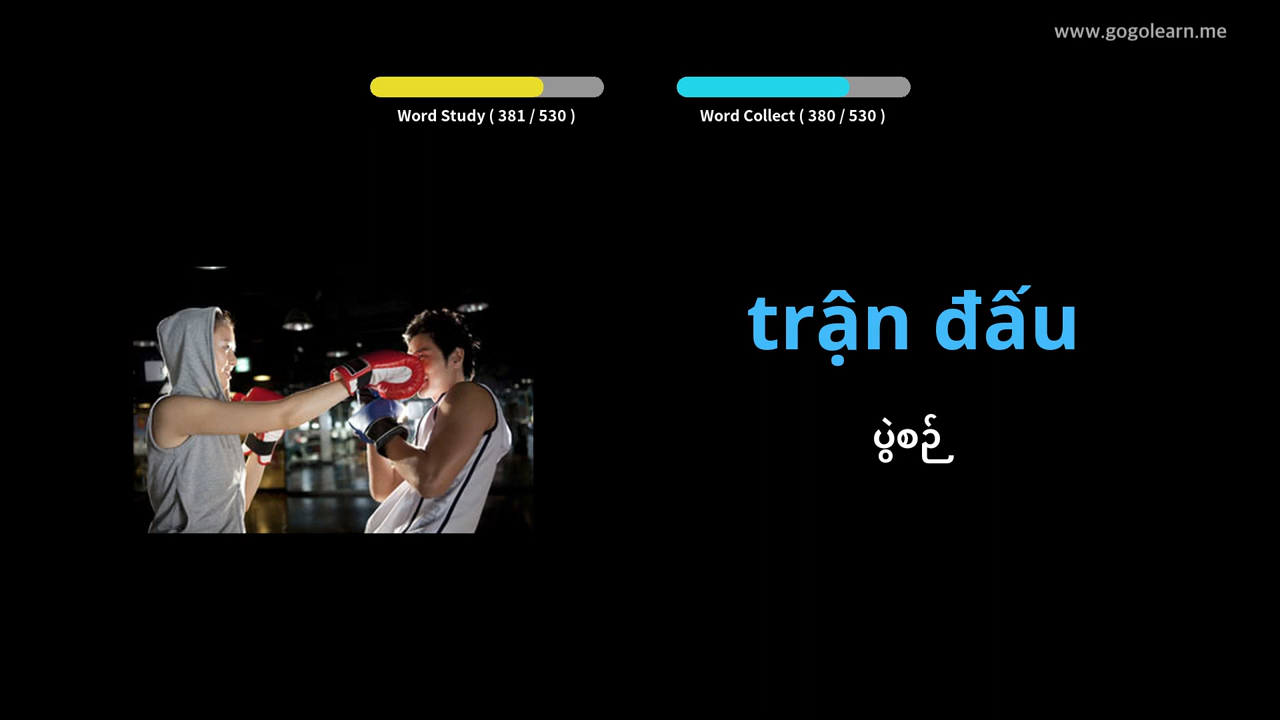 www.gogolearn.me
Word Study ( 381 / 530 )
Word Collect ( 380 / 530 )
trận đấu
ပွဲစဉ်